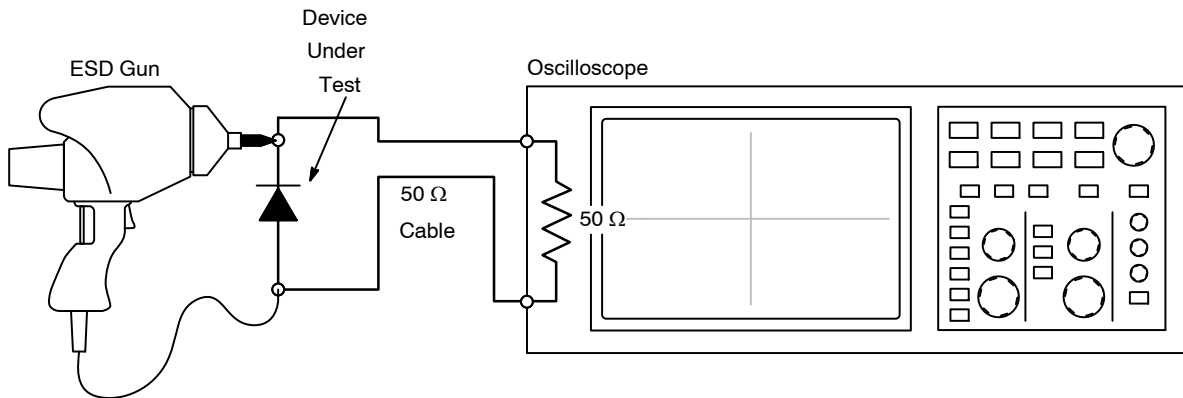 Device
Under
Test
ESD Gun
Oscilloscope
50 Ω
Cable
50 Ω